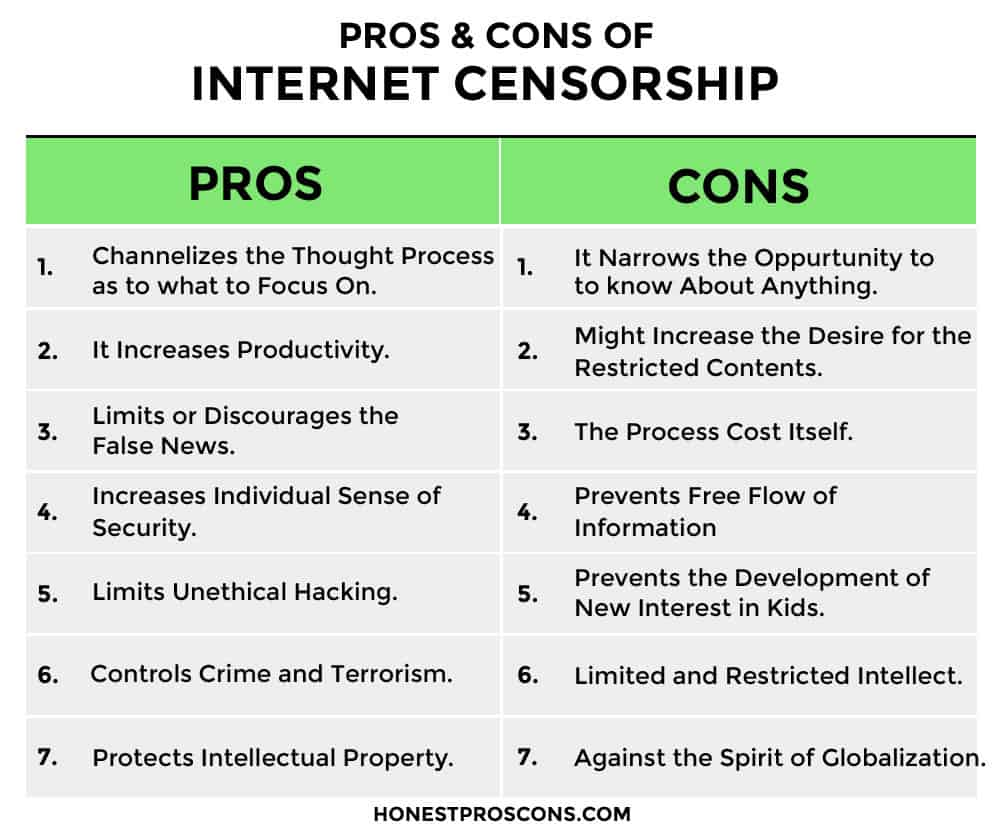 PROS & CONS OF
INTERNET CENSORSHIP
PROS
CONS
1. Channelizes the Thought Process
as to what to Focus On.
1. It Narrows the Oppurtunity to
to know About Anything.
2. It Increases Productivity.
2. Might Increase the Desire for the
Restricted Contents.
3. Limits or Discourages the
False News.
3. The Process Cost Itself.
4. Increases Individual Sense of
Security.
4. Prevents Free Flow of
Information
5. Limits Unethical Hacking.
5. Prevents the Development of
New Interest in Kids.
6. Controls Crime and Terrorism.
6. Limited and Restricted Intellect.
7. Protects Intellectual Property.
7. Against the Spirit of Globalization.
HONESTPROSCONS.COM